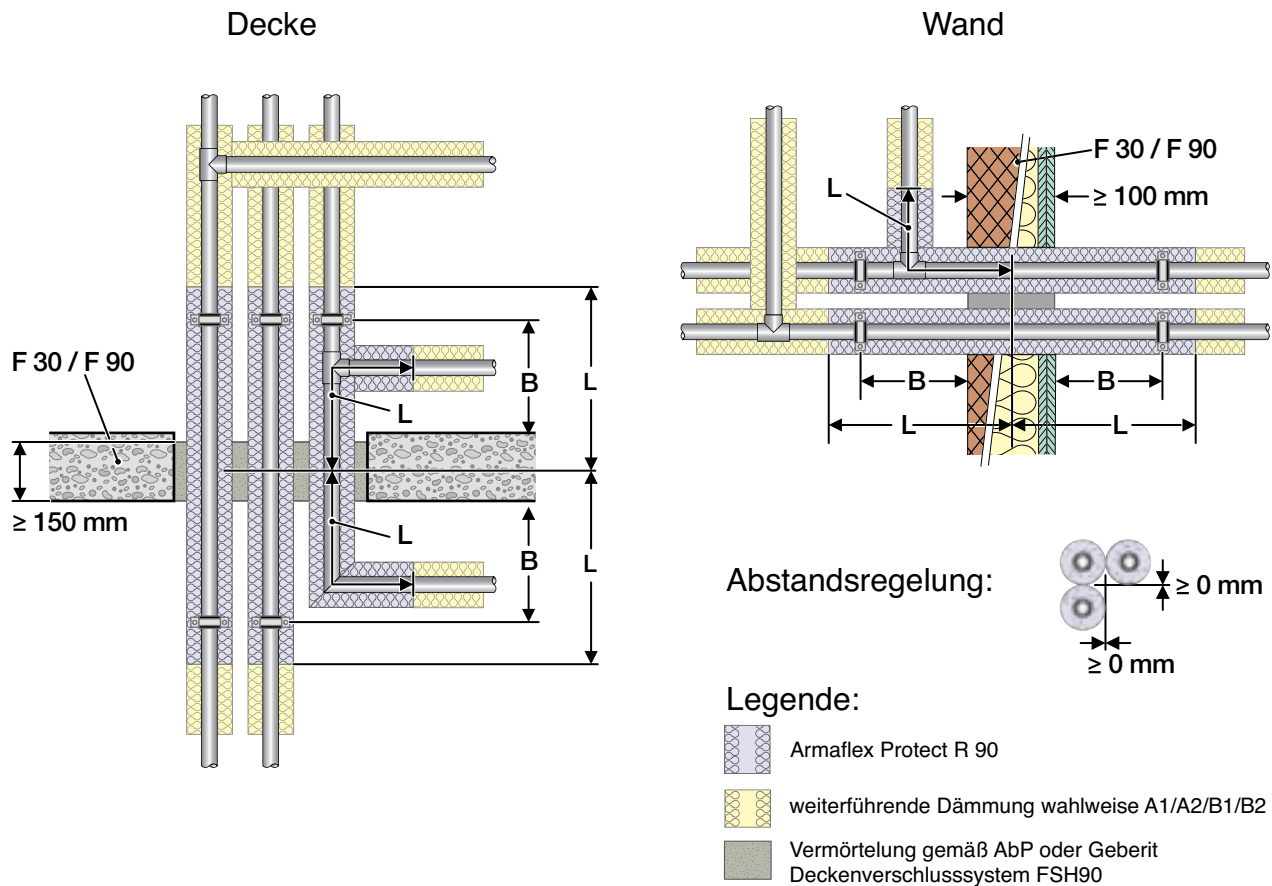 Decke
F 30 / F 90
≥ 150 mm
L
L
B
B
L
L
Wand
F 30 / F 90
≥ 100 mm
L
B
B
L
L
Abstandsregelung:
≥ 0 mm
≥ 0 mm
Legende:
Armaflex Protect R 90
weiterführende Dämmung wahlweise A1/A2/B1/B2
Vermörtelung gemäß AbP oder Geberit
Deckenverschlusssystem FSH90